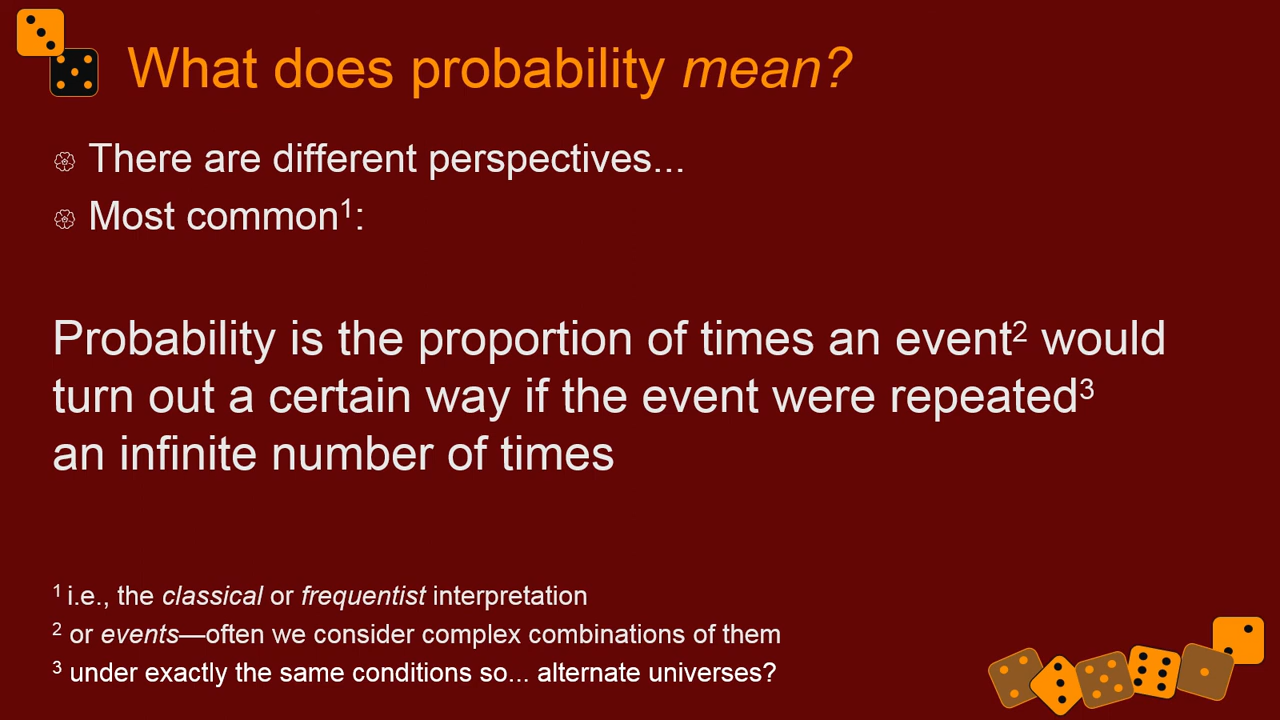 What does probability mean?
There are different perspectives...
Most common¹:
Probability is the proportion of times an event² would
turn out a certain way if the event were repeated³
an infinite number of times
¹ i.e., the classical or frequentist interpretation
² or events—often we consider complex combinations of them
³ under exactly the same conditions so... alternate universes?